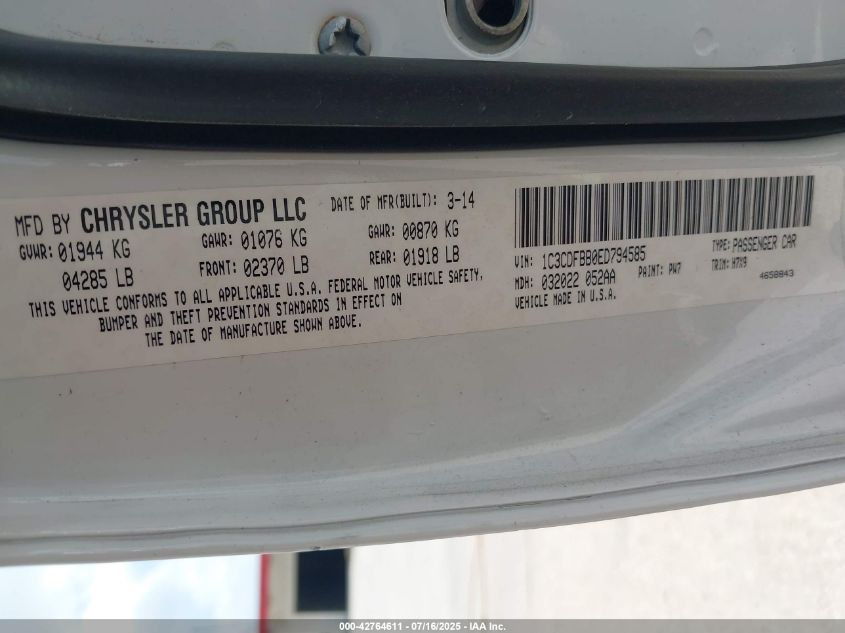 MFD BY CHRYSLER GROUP LLC DATE OF MFR(BUILT): 3-14
GVWR: 01944 KG GAWR: 01076 KG GAWR: 00870 KG
04285 LB FRONT: 02370 LB REAR: 01918 LB
THIS VEHICLE CONFORMS TO ALL APPLICABLE U.S.A. FEDERAL MOTOR VEHICLE SAFETY,
BUMPER AND THEFT PREVENTION STANDARDS IN EFFECT ON
THE DATE OF MANUFACTURE SHOWN ABOVE.
VIN: 1C3CDFBB0ED794585 TYPE: PASSENGER CAR
MDH: 032022 052AA PAINT: PW7 TRIM: H7X9
VEHICLE MADE IN U.S.A. 4658843
000-42764611 - 07/16/2025 - IAA Inc.